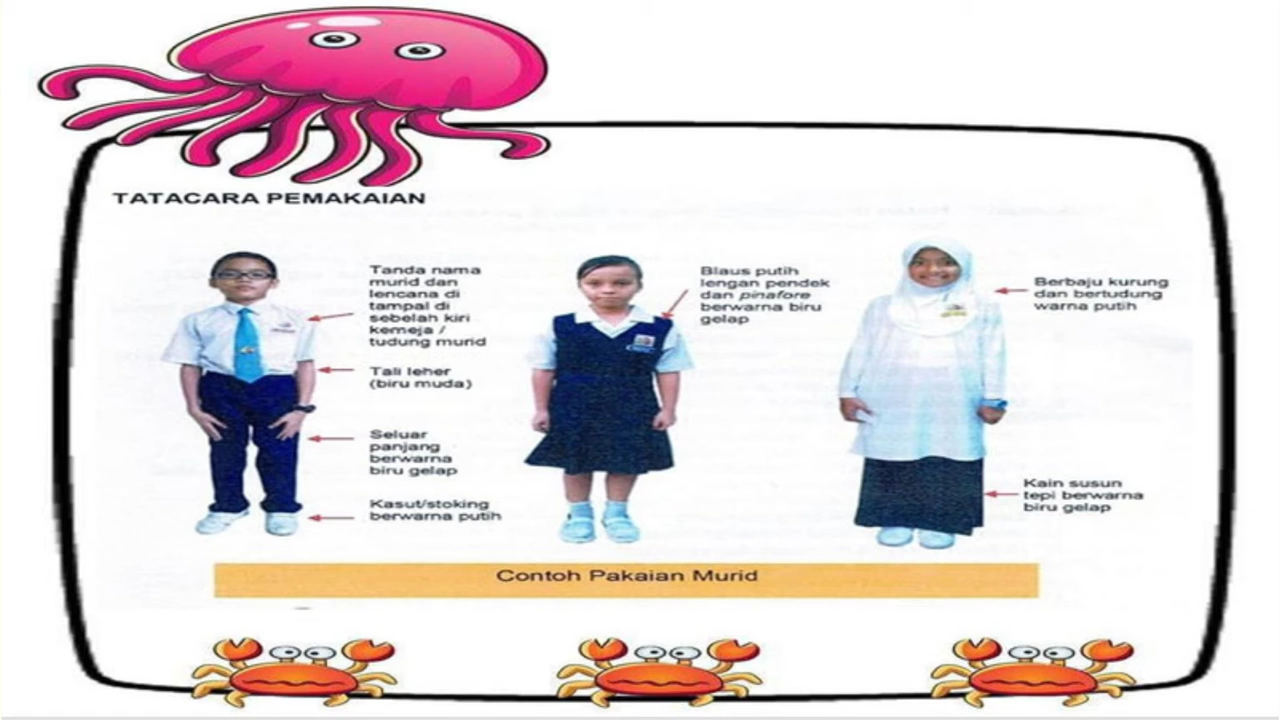 TATACARA PEMAKAIAN
Tanda nama
murid dan
lencana di
tampal di
sebelah kiri
kemeja /
tudung murid
Tali leher
(biru muda)
Seluar
panjang
berwarna
biru gelap
Kasut/stoking
berwarna putih
Blaus putih
lengan pendek
dan pinafore
berwarna biru
gelap
Berbaju kurung
dan bertudung
warna putih
Kain susun
tepi berwarna
biru gelap
Contoh Pakaian Murid